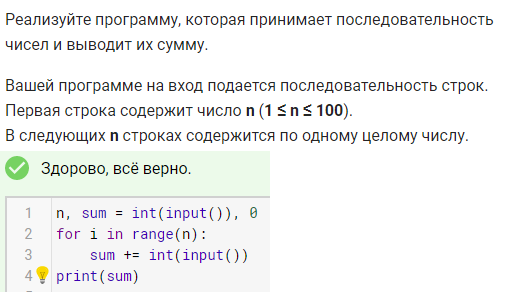 Реализуйте программу, которая принимает последовательность
чисел и выводит их сумму.
Вашей программе на вход подается последовательность строк.
Первая строка содержит число n (1 ≤ n ≤ 100).
В следующих n строках содержится по одному целому числу.
Здорово, всё верно.
1 n, sum = int(input()), 0
2 for i in range(n):
3     sum += int(input())
4 print(sum)